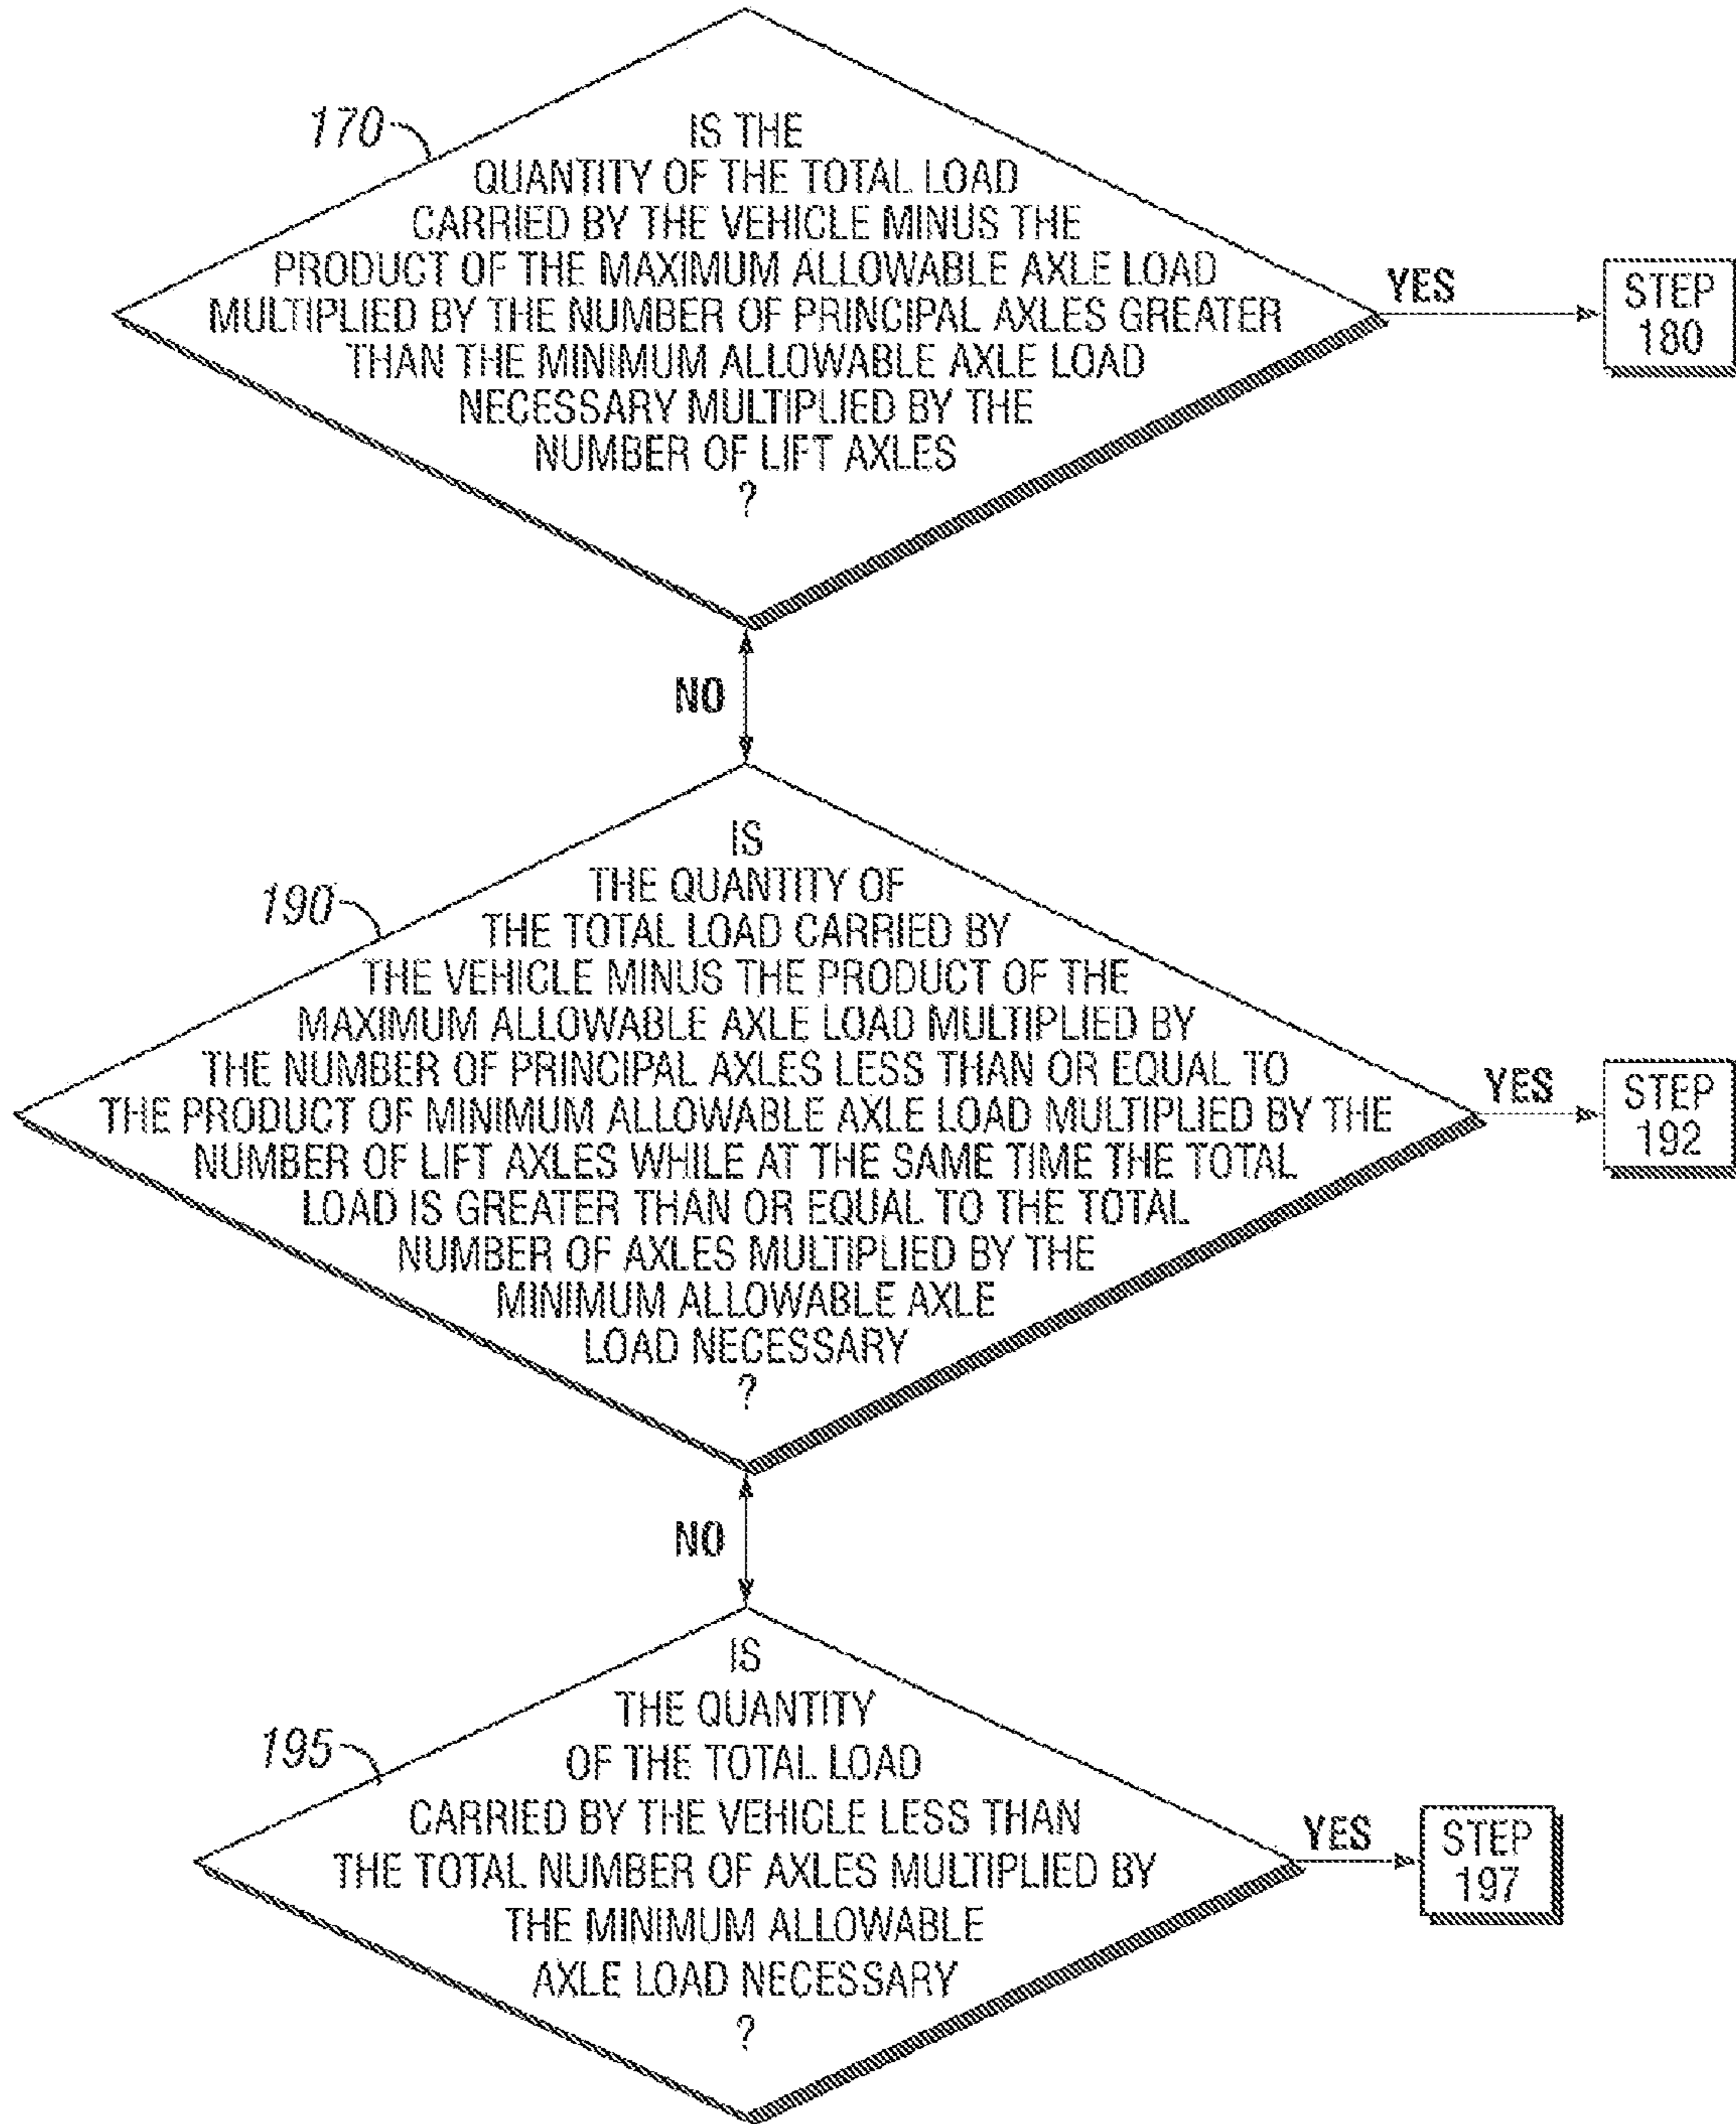 170
IS THE
QUANTITY OF THE TOTAL LOAD
CARRIED BY THE VEHICLE MINUS THE
PRODUCT OF THE MAXIMUM ALLOWABLE AXLE LOAD
MULTIPLIED BY THE NUMBER OF PRINCIPAL AXLES GREATER
THAN THE MINIMUM ALLOWABLE AXLE LOAD
NECESSARY MULTIPLIED BY THE
NUMBER OF LIFT AXLES
?
YES
STEP
180
NO
190
IS
THE QUANTITY OF
THE TOTAL LOAD CARRIED BY
THE VEHICLE MINUS THE PRODUCT OF THE
MAXIMUM ALLOWABLE AXLE LOAD MULTIPLIED BY
THE NUMBER OF PRINCIPAL AXLES LESS THAN OR EQUAL TO
THE PRODUCT OF MINIMUM ALLOWABLE AXLE LOAD MULTIPLIED BY THE
NUMBER OF LIFT AXLES WHILE AT THE SAME TIME THE TOTAL
LOAD IS GREATER THAN OR EQUAL TO THE TOTAL
NUMBER OF AXLES MULTIPLIED BY THE
MINIMUM ALLOWABLE AXLE
LOAD NECESSARY
?
YES
STEP
192
NO
195
IS
THE QUANTITY
OF THE TOTAL LOAD
CARRIED BY THE VEHICLE LESS THAN
THE TOTAL NUMBER OF AXLES MULTIPLIED BY
THE MINIMUM ALLOWABLE
AXLE LOAD NECESSARY
?
YES
STEP
197